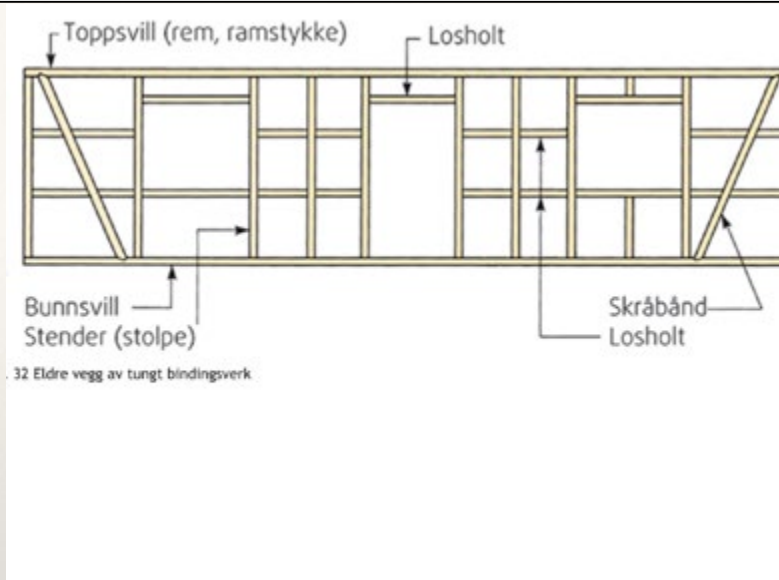 Toppsvill (rem, ramstykke)
Losholt
Bunnsvill
Stender (stolpe)
Skråbånd
Losholt
. 32 Eldre vegg av tungt bindingsverk